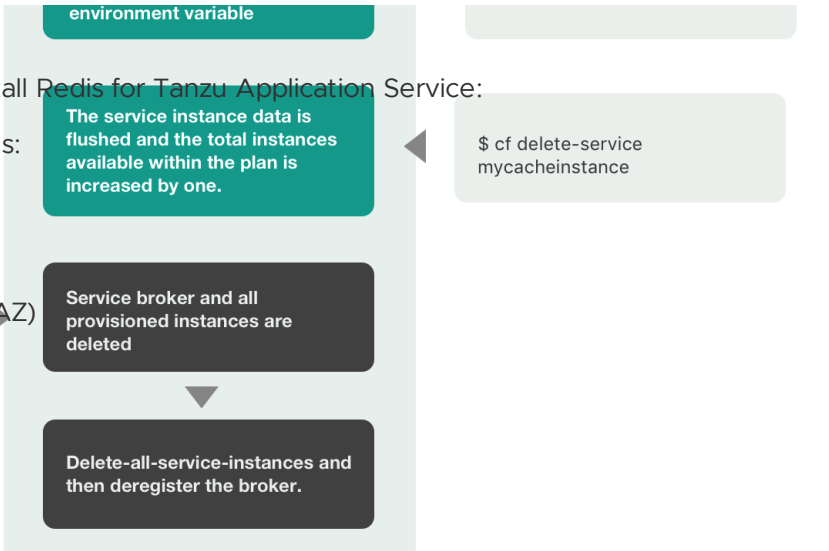 environment variable
all Redis for Tanzu Application Service:
The service instance data is
flushed and the total instances
available within the plan is
increased by one.
s:
$ cf delete-service
mycacheinstance
Service broker and all
provisioned instances are
deleted
AZ)
Delete-all-service-instances and
then deregister the broker.